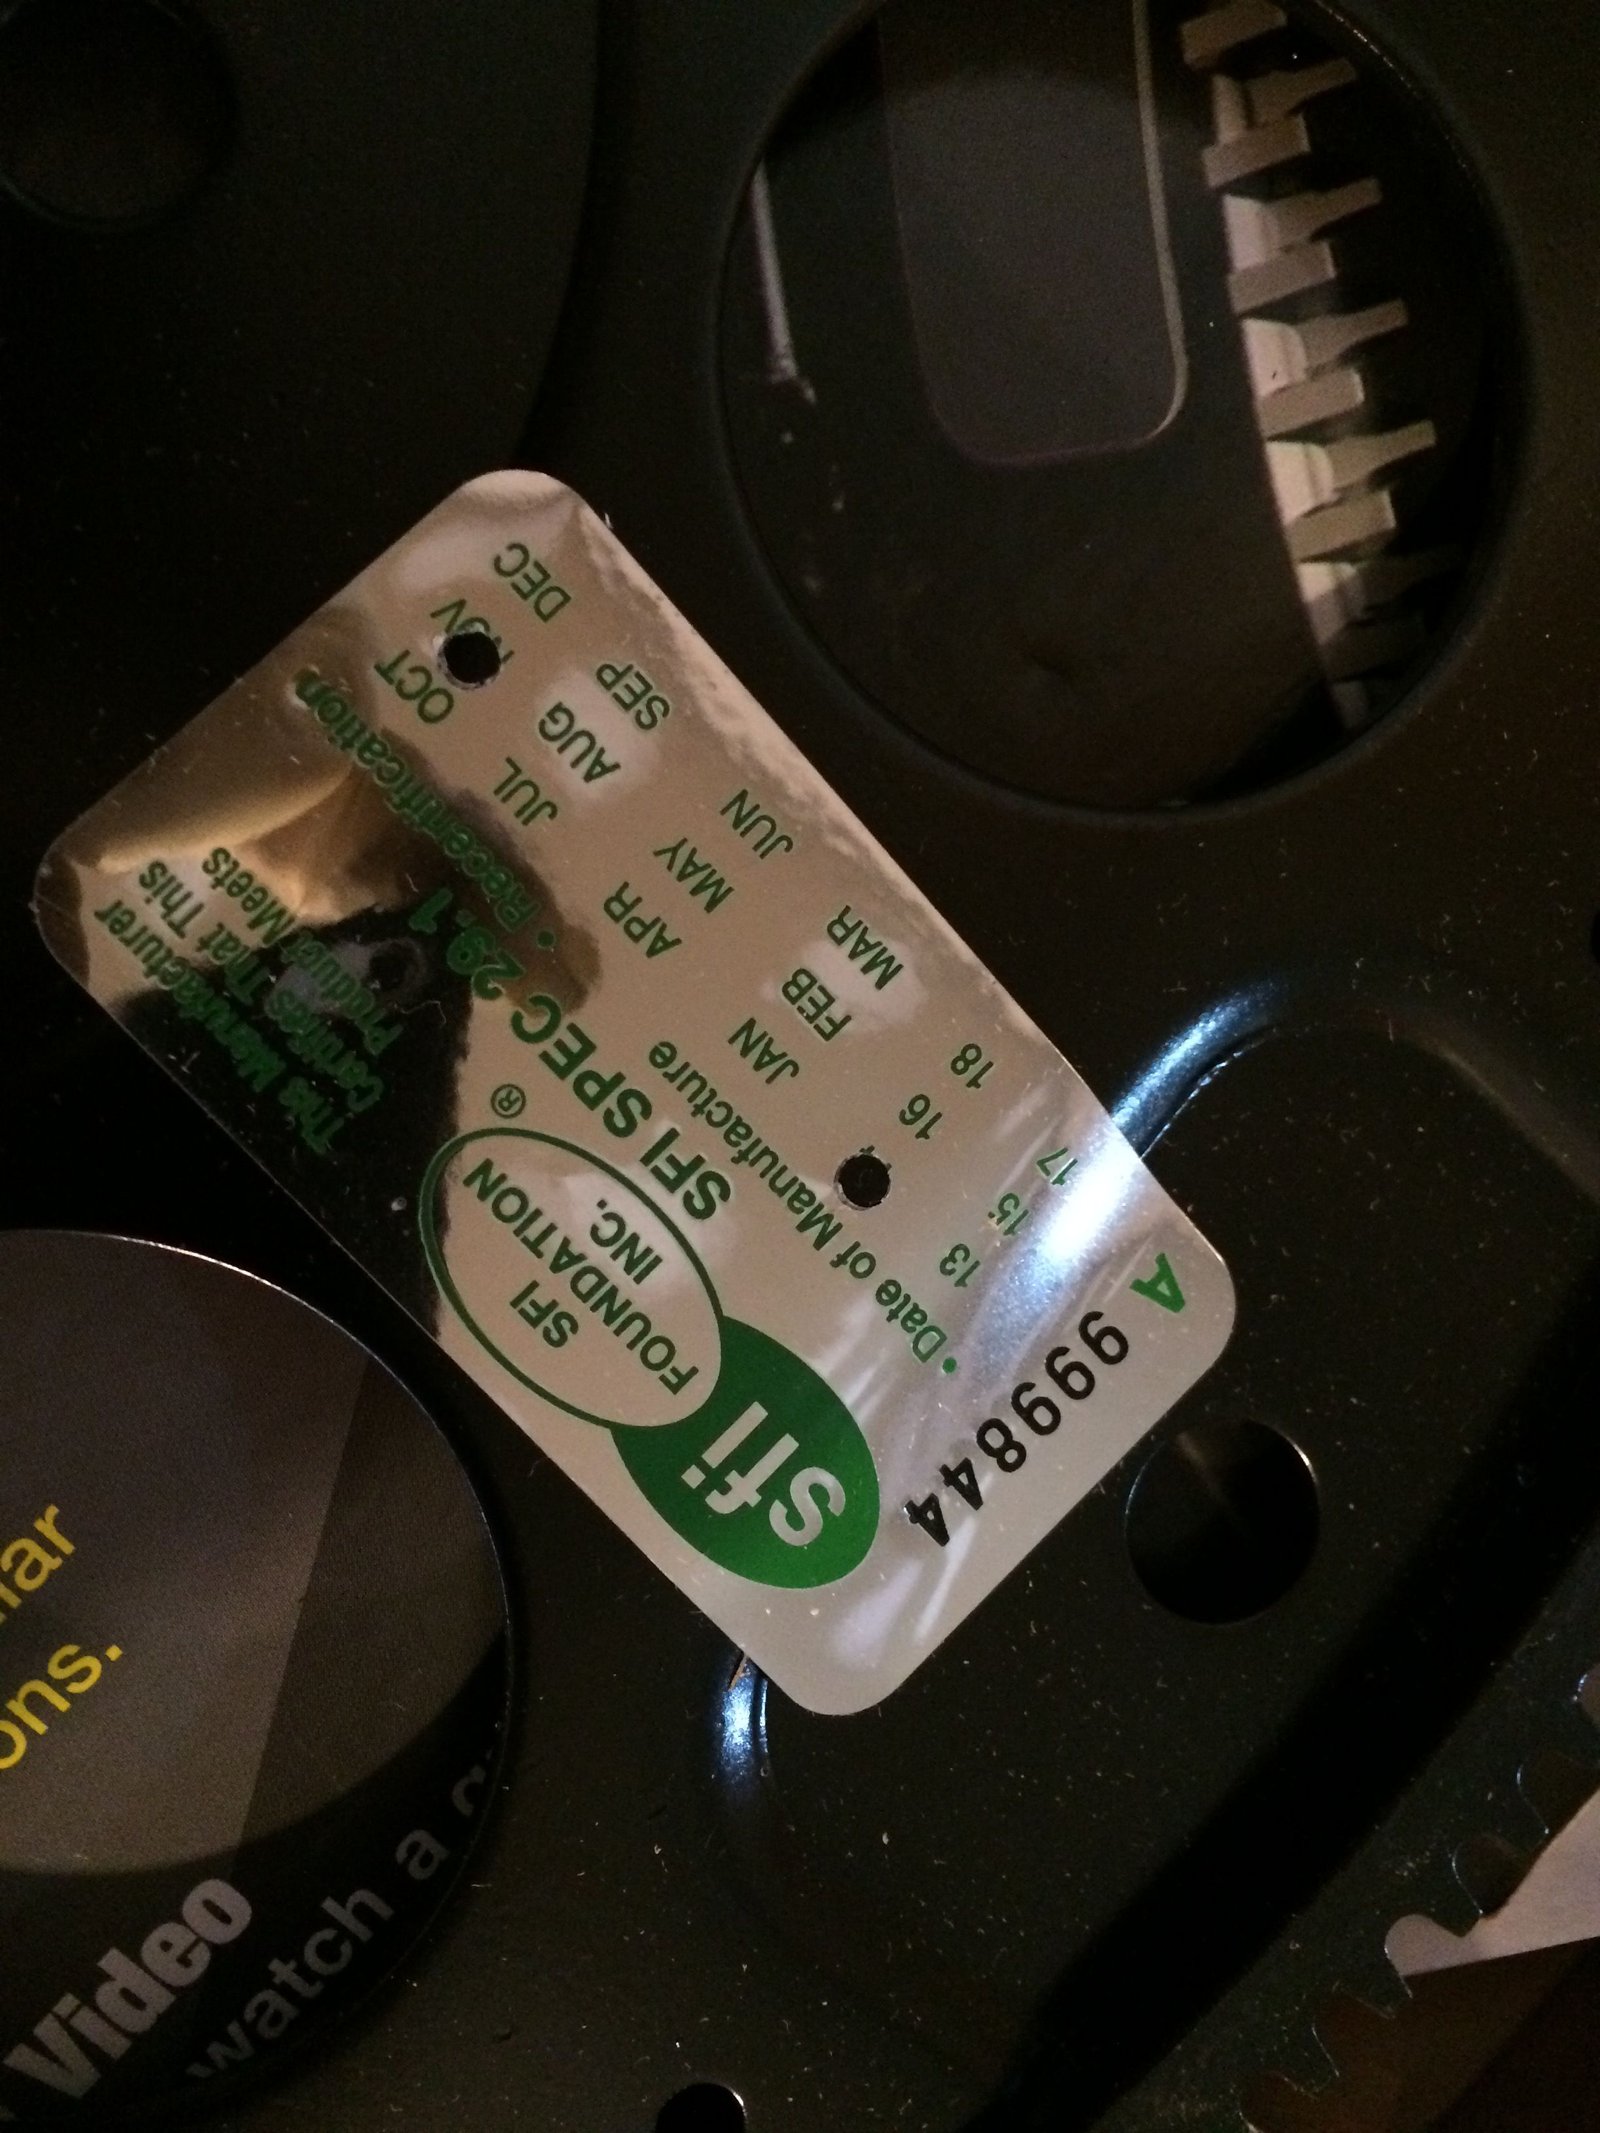 This Manufacturer
Certifies That This
Product Meets
SFI
FOUNDATION
INC.
®
sfi
SFI SPEC 29.1
• Date of Manufacture • Recertification
13 JAN APR JUL OCT
15 16 FEB MAY AUG NOV
17 18 MAR JUN SEP DEC
A 999844
ons.
Video
watch a